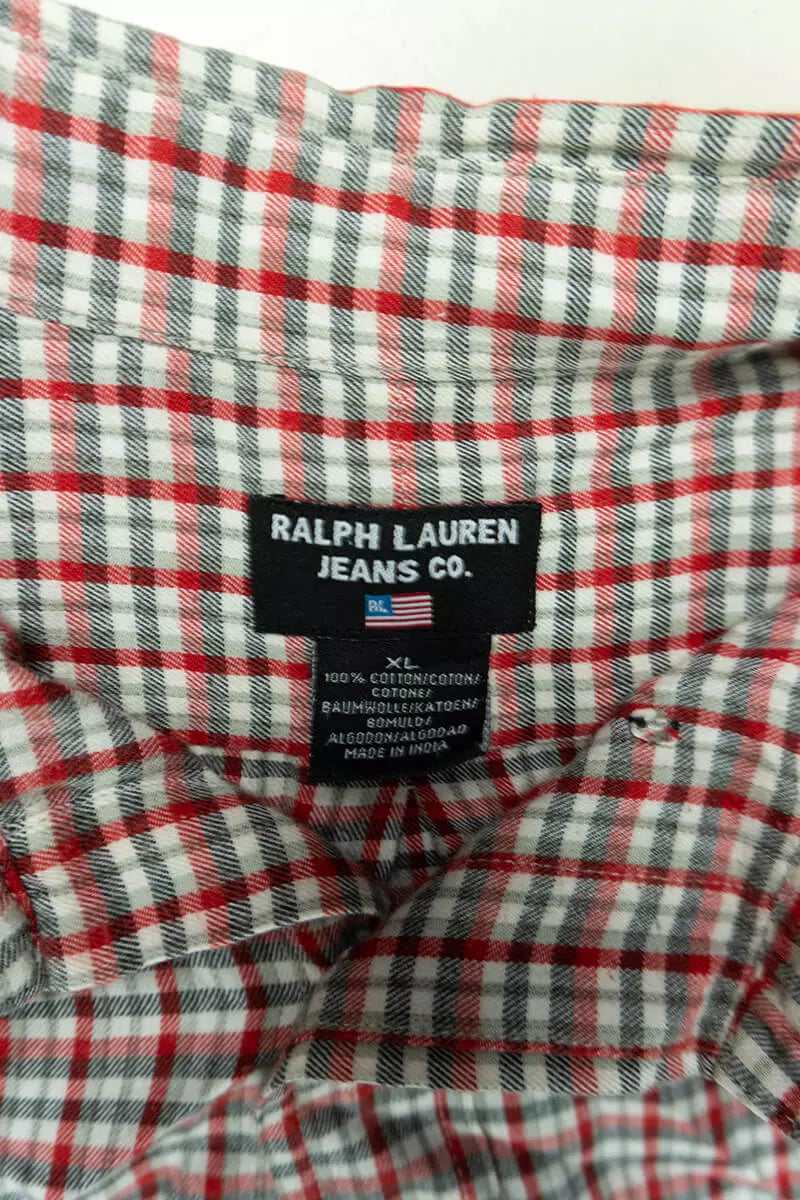 RALPH LAUREN
JEANS CO.
RL
XL
100% COTTON/COTON/
COTONE/
BAUMWOLLE/KATOEN/
BOMULD/
ALGODON/ALGODAO
MADE IN INDIA